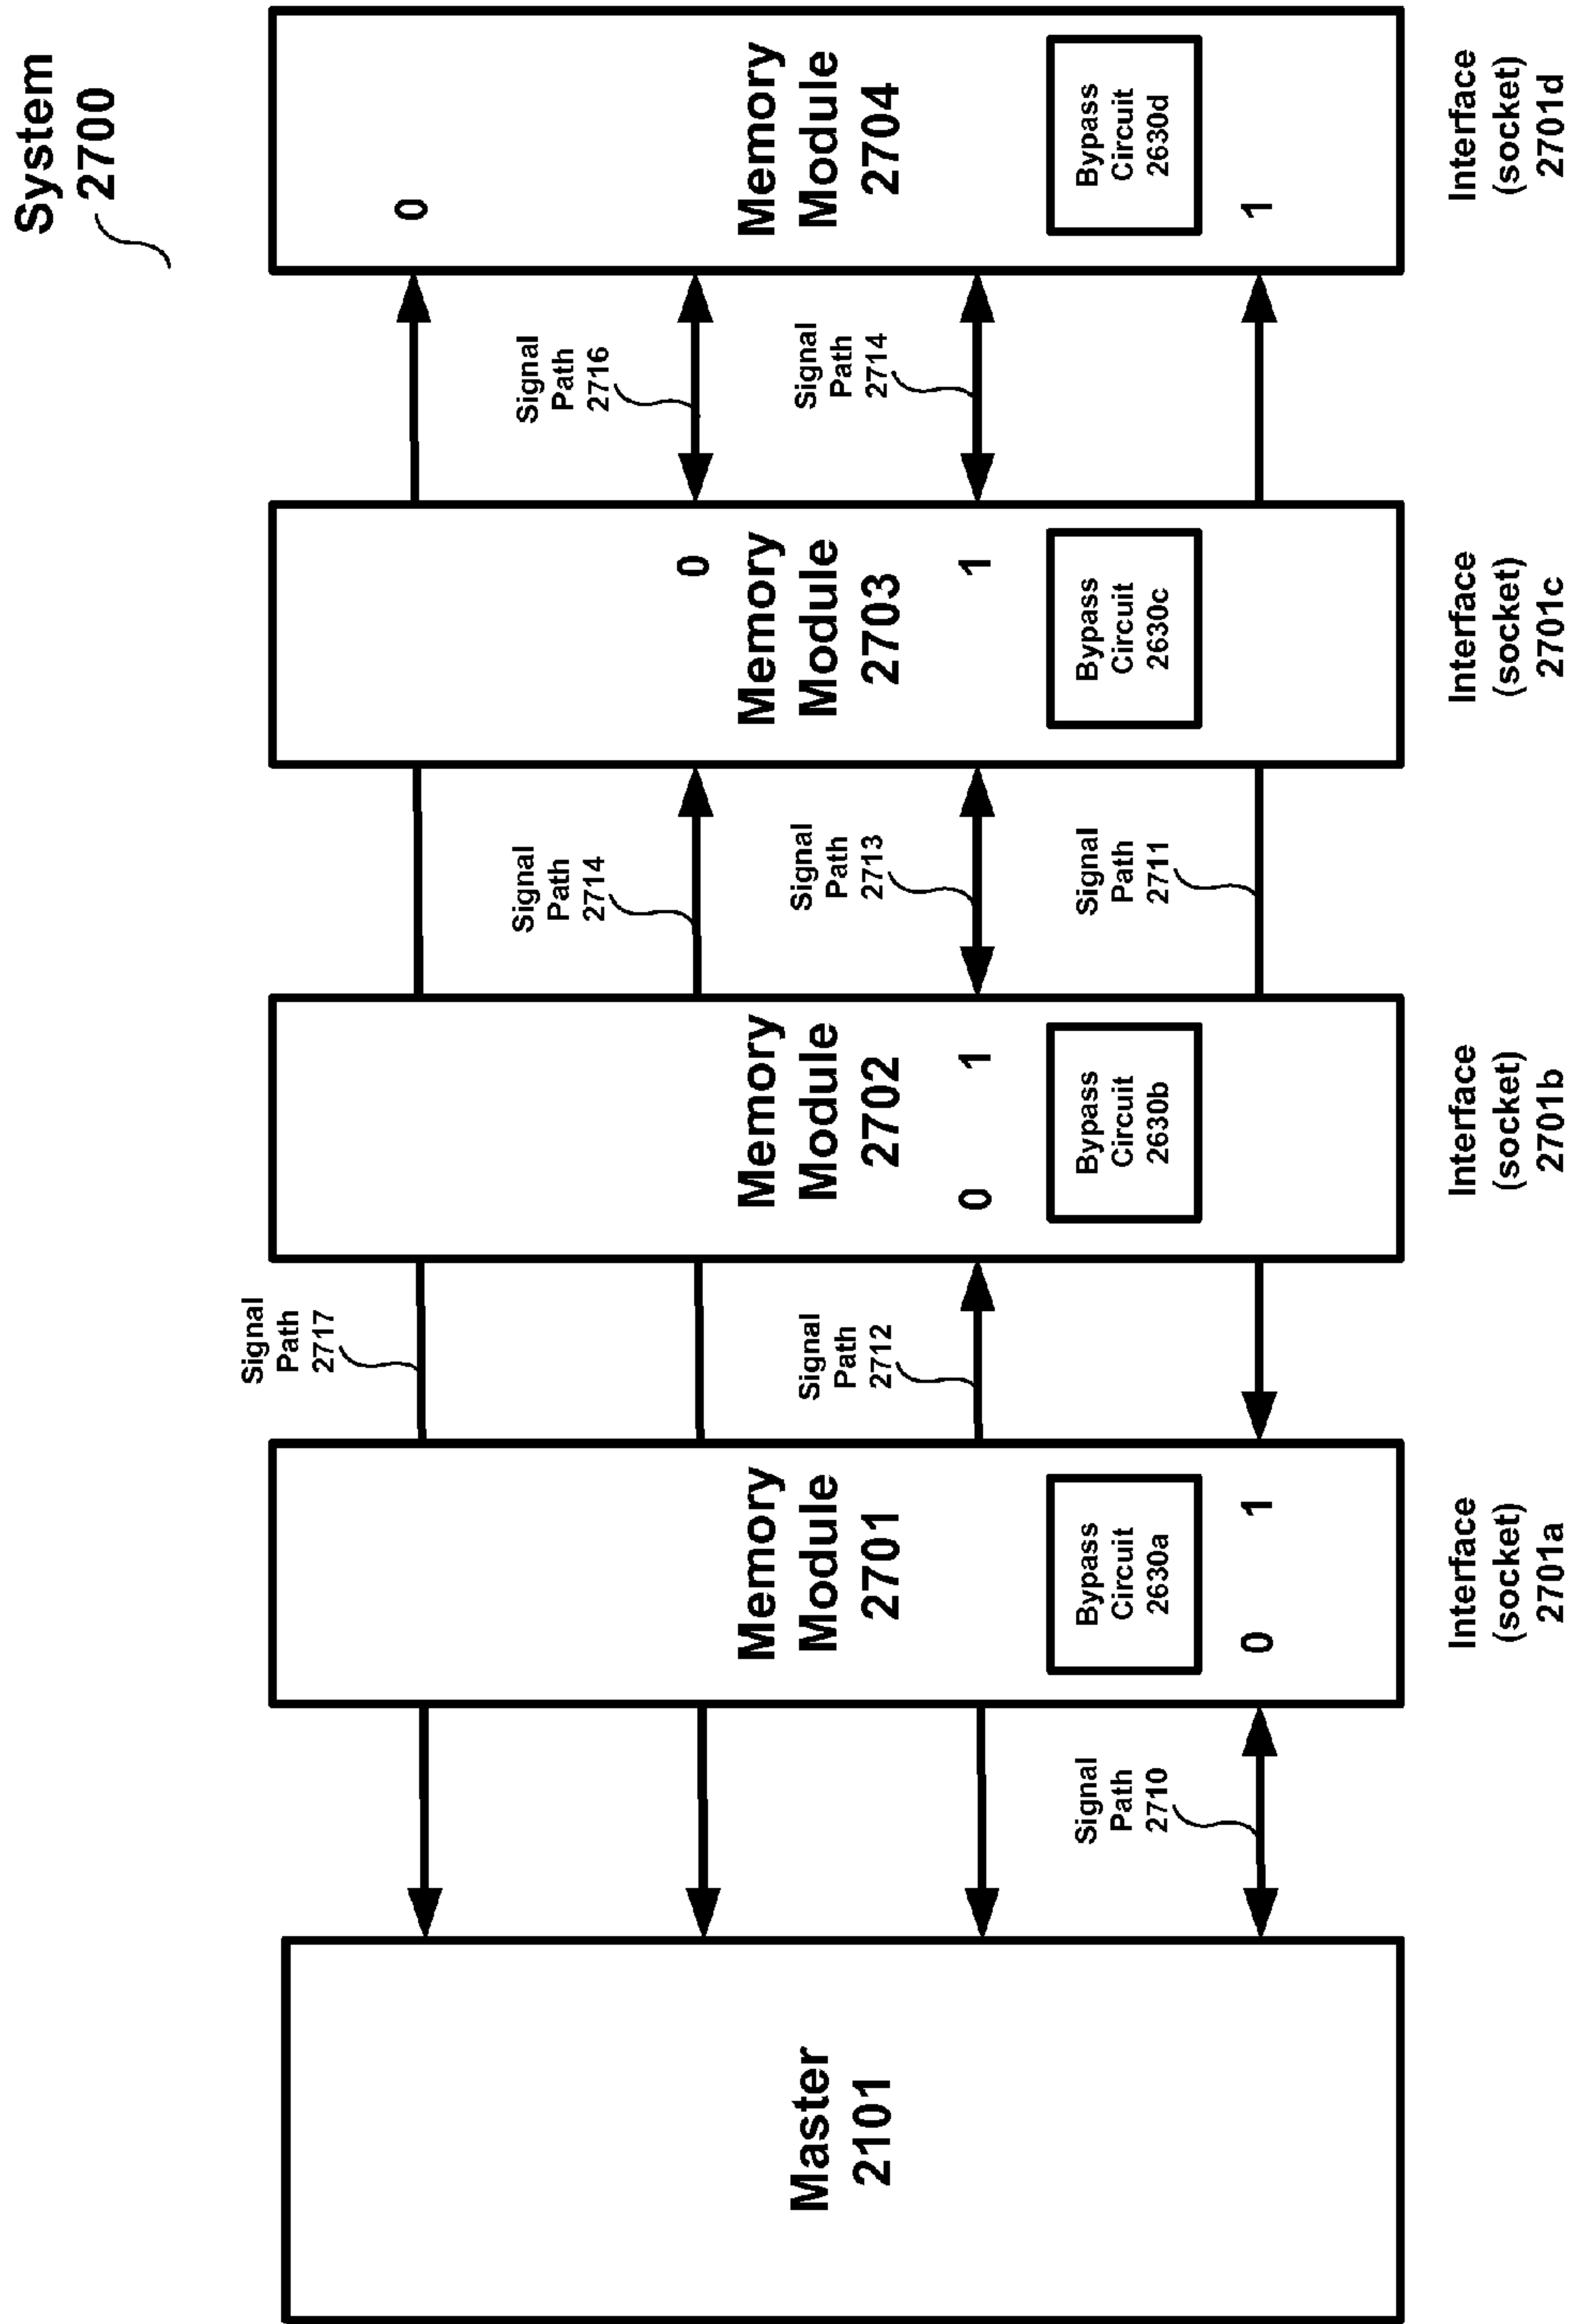 System
2700
Signal
Path
2717
0
Signal
Path
2714
Signal
Path
2716
0
Master
2101
Memory
Module
2701
Memory
Module
2702
Memory
Module
2703
Memory
Module
2704
Signal
Path
2712
Signal
Path
2713
Signal
Path
2714
0 1
1
Signal
Path
2710
Bypass
Circuit
2630a
Bypass
Circuit
2630b
Signal
Path
2711
Bypass
Circuit
2630c
Bypass
Circuit
2630d
0 1
1
Interface
(socket)
2701a
Interface
(socket)
2701b
Interface
(socket)
2701c
Interface
(socket)
2701d